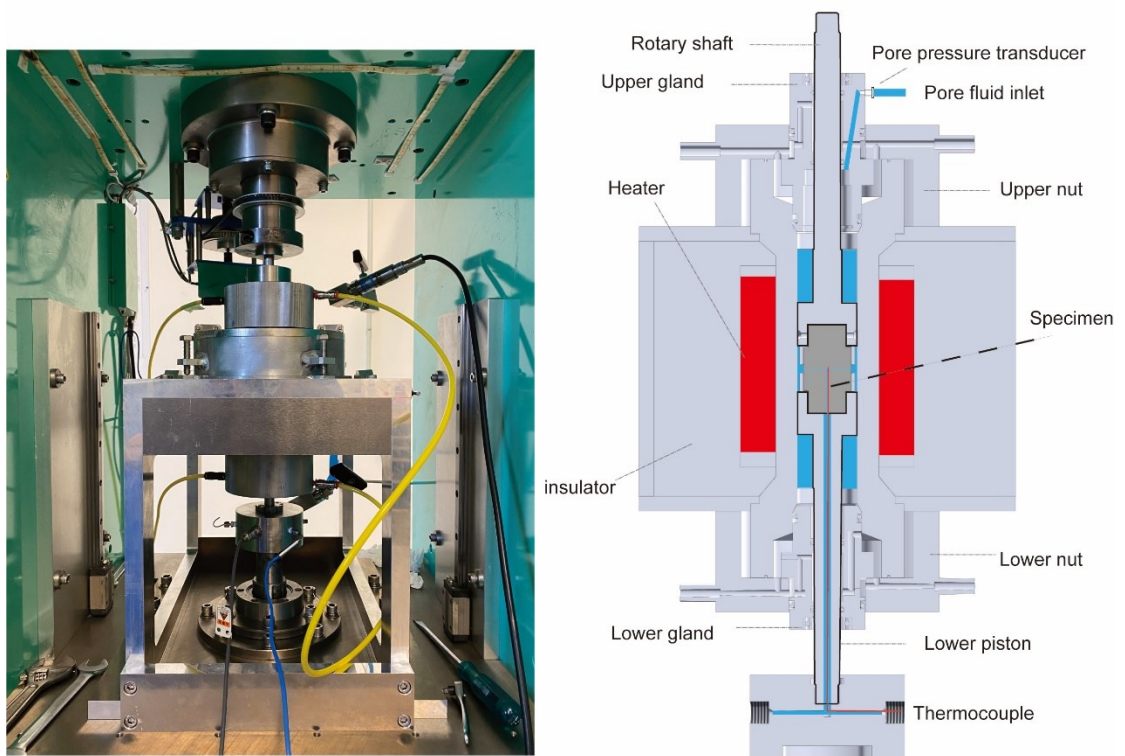 Rotary shaft
Pore pressure transducer
Upper gland
Pore fluid inlet
Heater
Upper nut
Specimen
insulator
Lower nut
Lower gland
Lower piston
Thermocouple